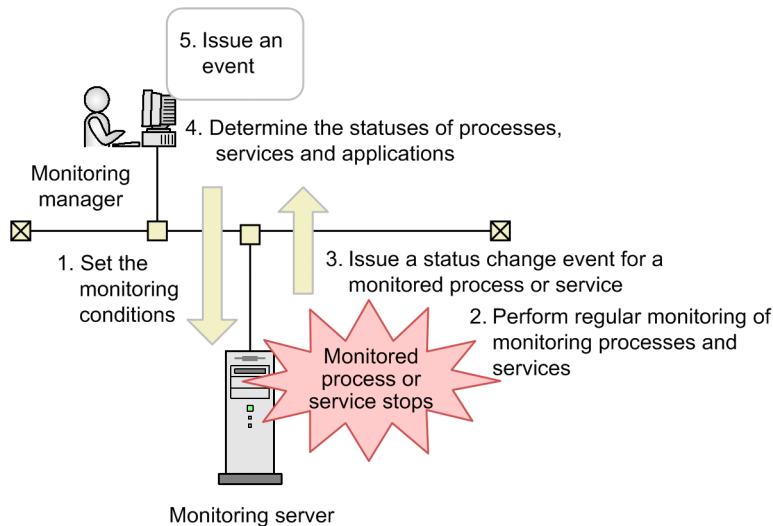 5. Issue an
event
4. Determine the statuses of processes,
services and applications
Monitoring
manager
1. Set the
monitoring
conditions
3. Issue a status change event for a
monitored process or service
2. Perform regular monitoring of
monitoring processes and
services
Monitored
process or
service stops
Monitoring server